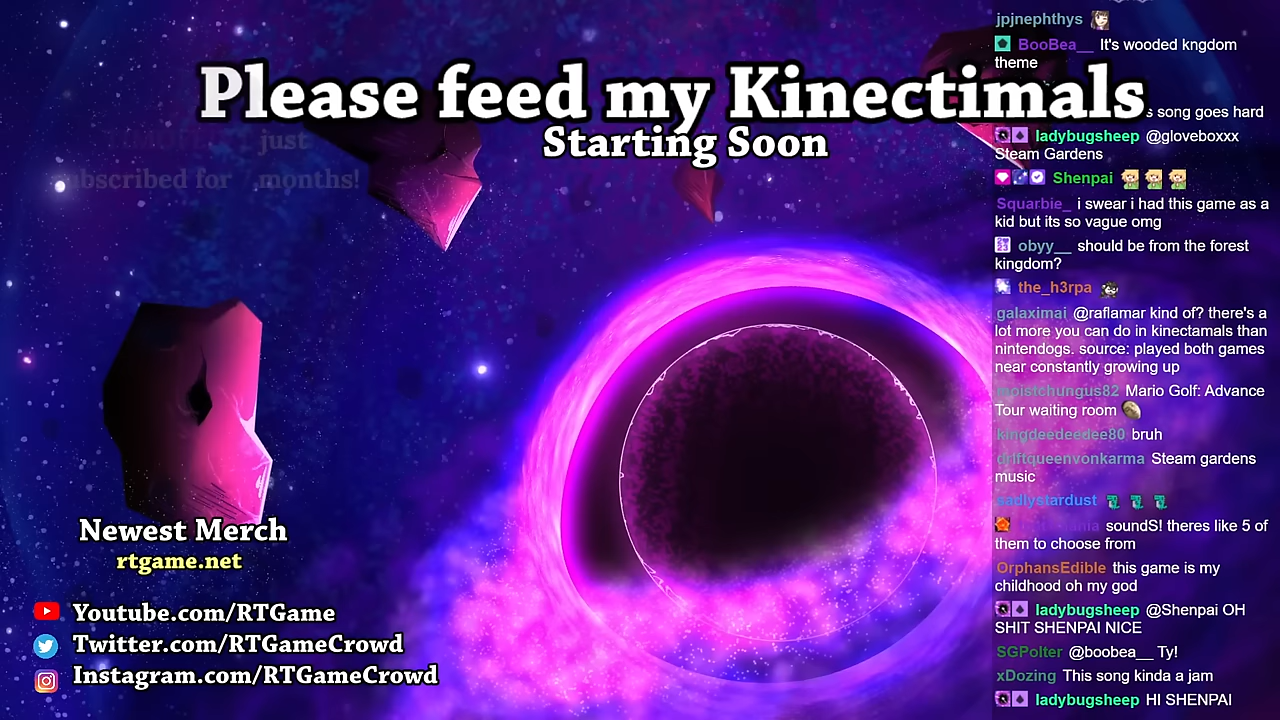 Please feed my Kinectimals
Starting Soon
just
subscribed for months!
Newest Merch
rtgame.net
Youtube.com/RTGame
Twitter.com/RTGameCrowd
Instagram.com/RTGameCrowd
jpjnephthys
BooBea__ It's wooded kngdom
theme
song goes hard
ladybugsheep @gloveboxxx
Steam Gardens
Shenpai
Squarbie_ i swear i had this game as a
kid but its so vague omg
obyy__ should be from the forest
kingdom?
the_h3rpa
galaximaj @raflamar kind of? there's a
lot more you can do in kinectamals than
nintendogs. source: played both games
near constantly growing up
moistchungus82 Mario Golf: Advance
Tour waiting room
kingdeedeedee80 bruh
driftqueenvonkarma Steam gardens
music
sadlystardust
soundS! theres like 5 of
them to choose from
OrphansEdible this game is my
childhood oh my god
ladybugsheep @Shenpai OH
SHIT SHENPAI NICE
SGPolter @boobea__ Ty!
xDozing This song kinda a jam
ladybugsheep HI SHENPAI